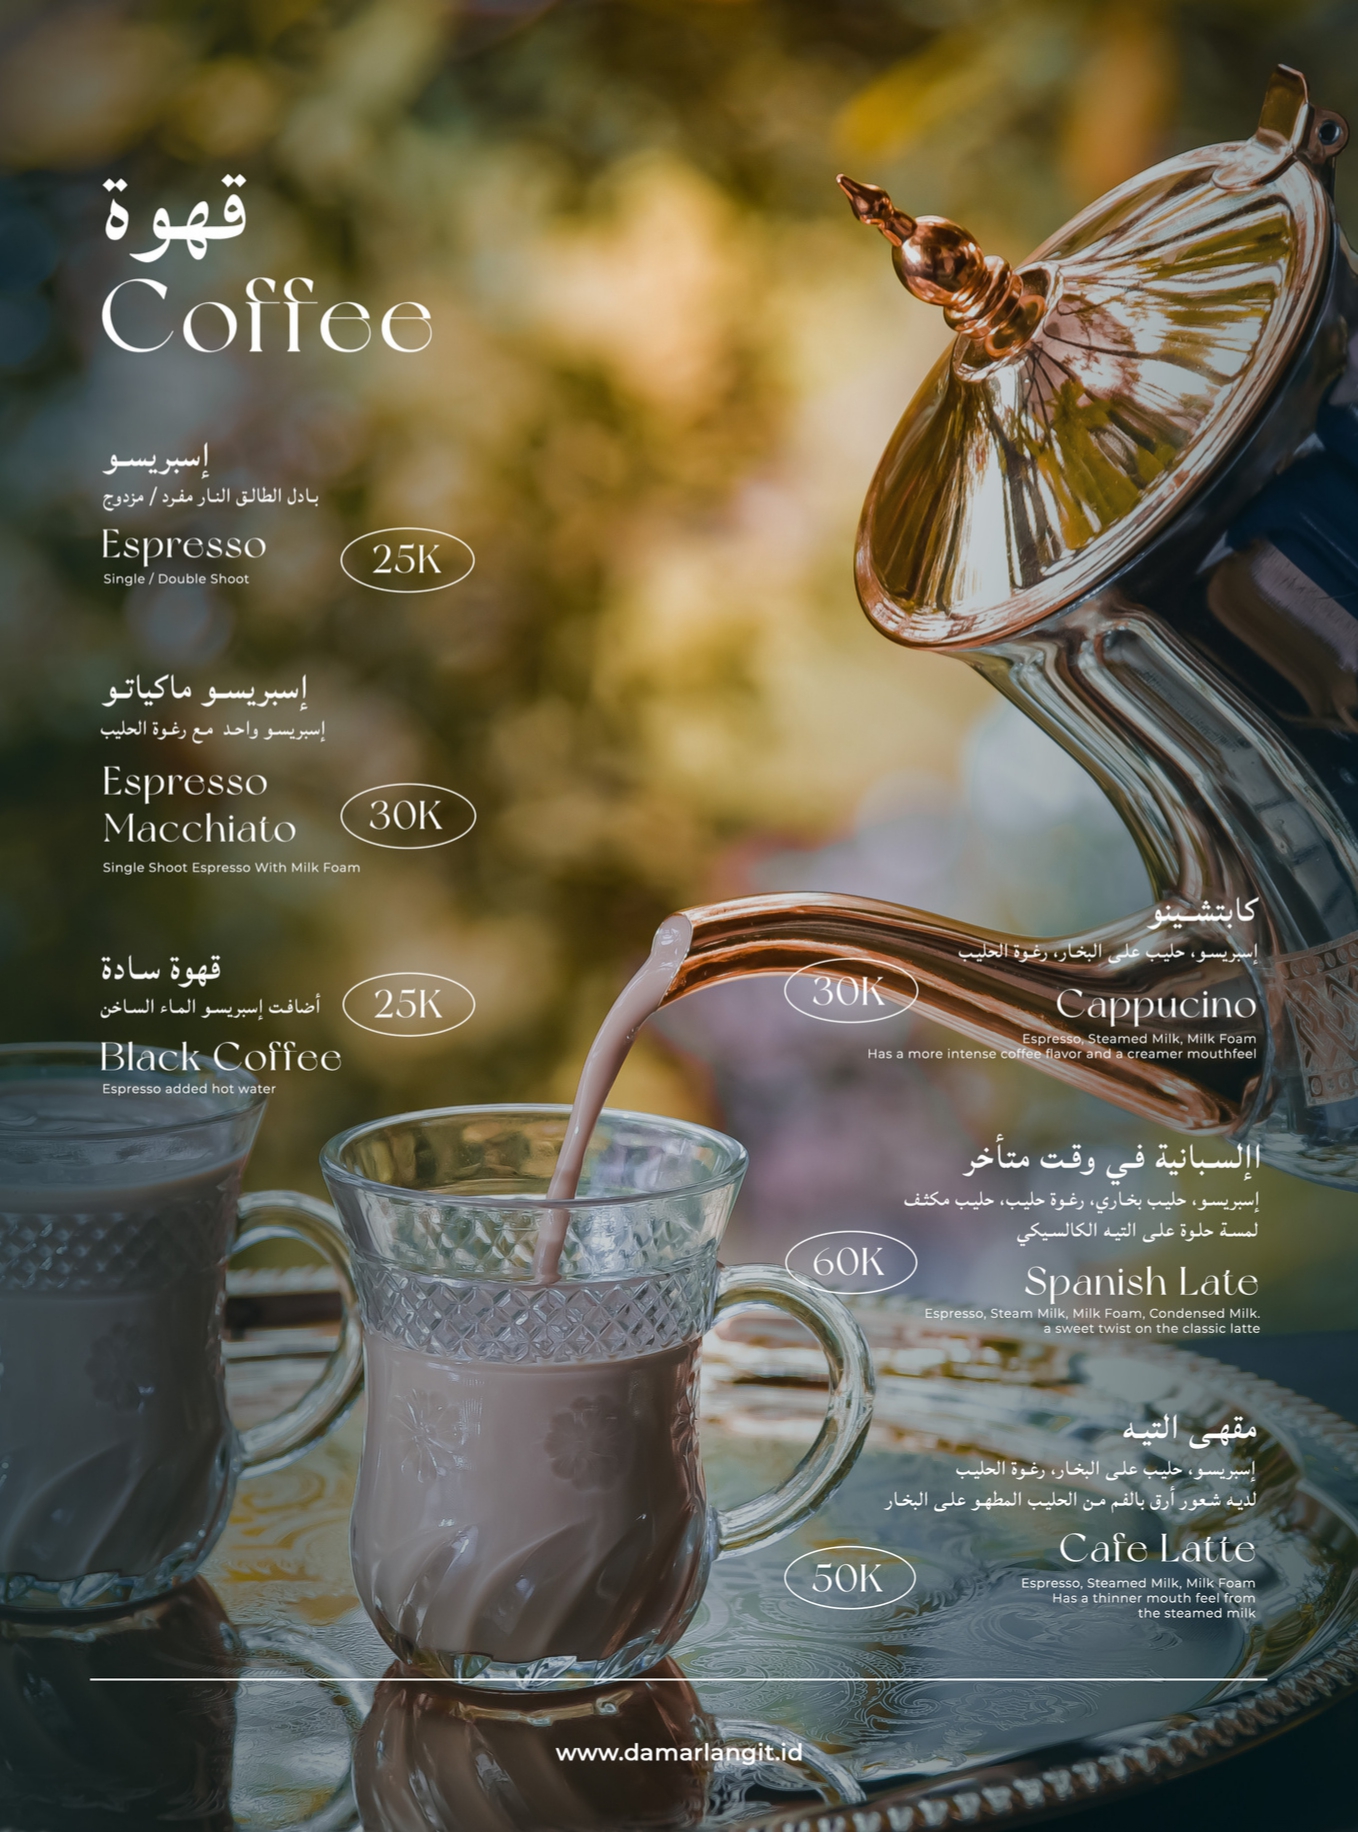 قهوة
Coffee
إسبريسو
بادل الطالق النار مفرد / مزدوج
Espresso
25K
Single / Double Shoot
إسبريسو ماكياتو
إسبريسو واحد مع رغوة الحليب
Espresso
Macchiato
30K
Single Shoot Espresso With Milk Foam
قهوة سادة
أضافت إسبريسو الماء الساخن
25K
Black Coffee
Espresso added hot water
كابتشينو
إسبريسو، حليب على البخار، رغوة الحليب
30K
Cappucino
Espresso, Steamed Milk, Milk Foam
Has a more intense coffee flavor and a creamer mouthfeel
اإلسبانية في وقت متأخر
إسبريسو، حليب بخاري، رغوة حليب، حليب مكثف
لمسة حلوة على التيه الكالسيكي
60K
Spanish Late
Espresso, Steam Milk, Milk Foam, Condensed Milk.
a sweet twist on the classic latte
مقهى التيه
إسبريسو، حليب على البخار، رغوة الحليب
لديه شعور أرق بالفم من الحليب المطهو على البخار
Cafe Latte
50K
Espresso, Steamed Milk, Milk Foam
Has a thinner mouth feel from
the steamed milk
www.damarlangit.id